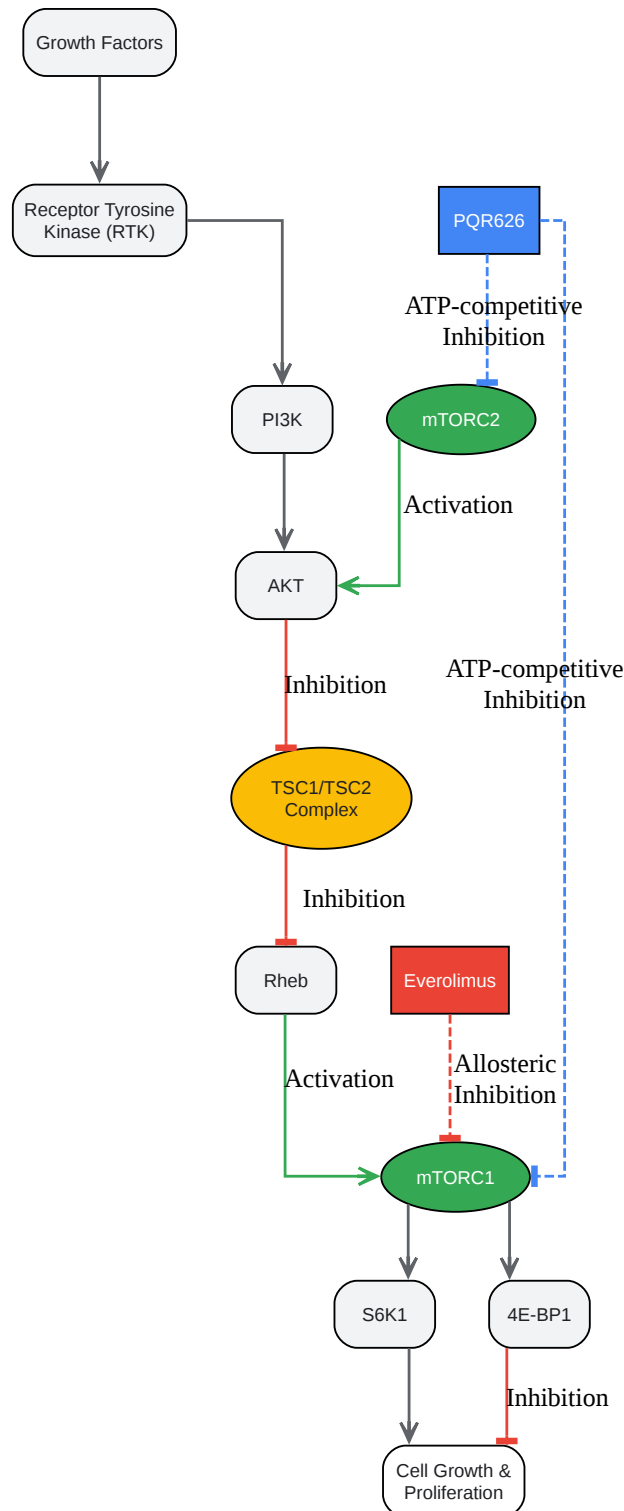 Growth Factors
Receptor Tyrosine
Kinase (RTK)
PQR626
ATP-competitive
Inhibition
PI3K
mTORC2
Activation
AKT
Inhibition
ATP-competitive
Inhibition
TSC1/TSC2
Complex
Inhibition
Rheb
Everolimus
Activation
Allosteric
Inhibition
mTORC1
S6K1
4E-BP1
Inhibition
Cell Growth &
Proliferation